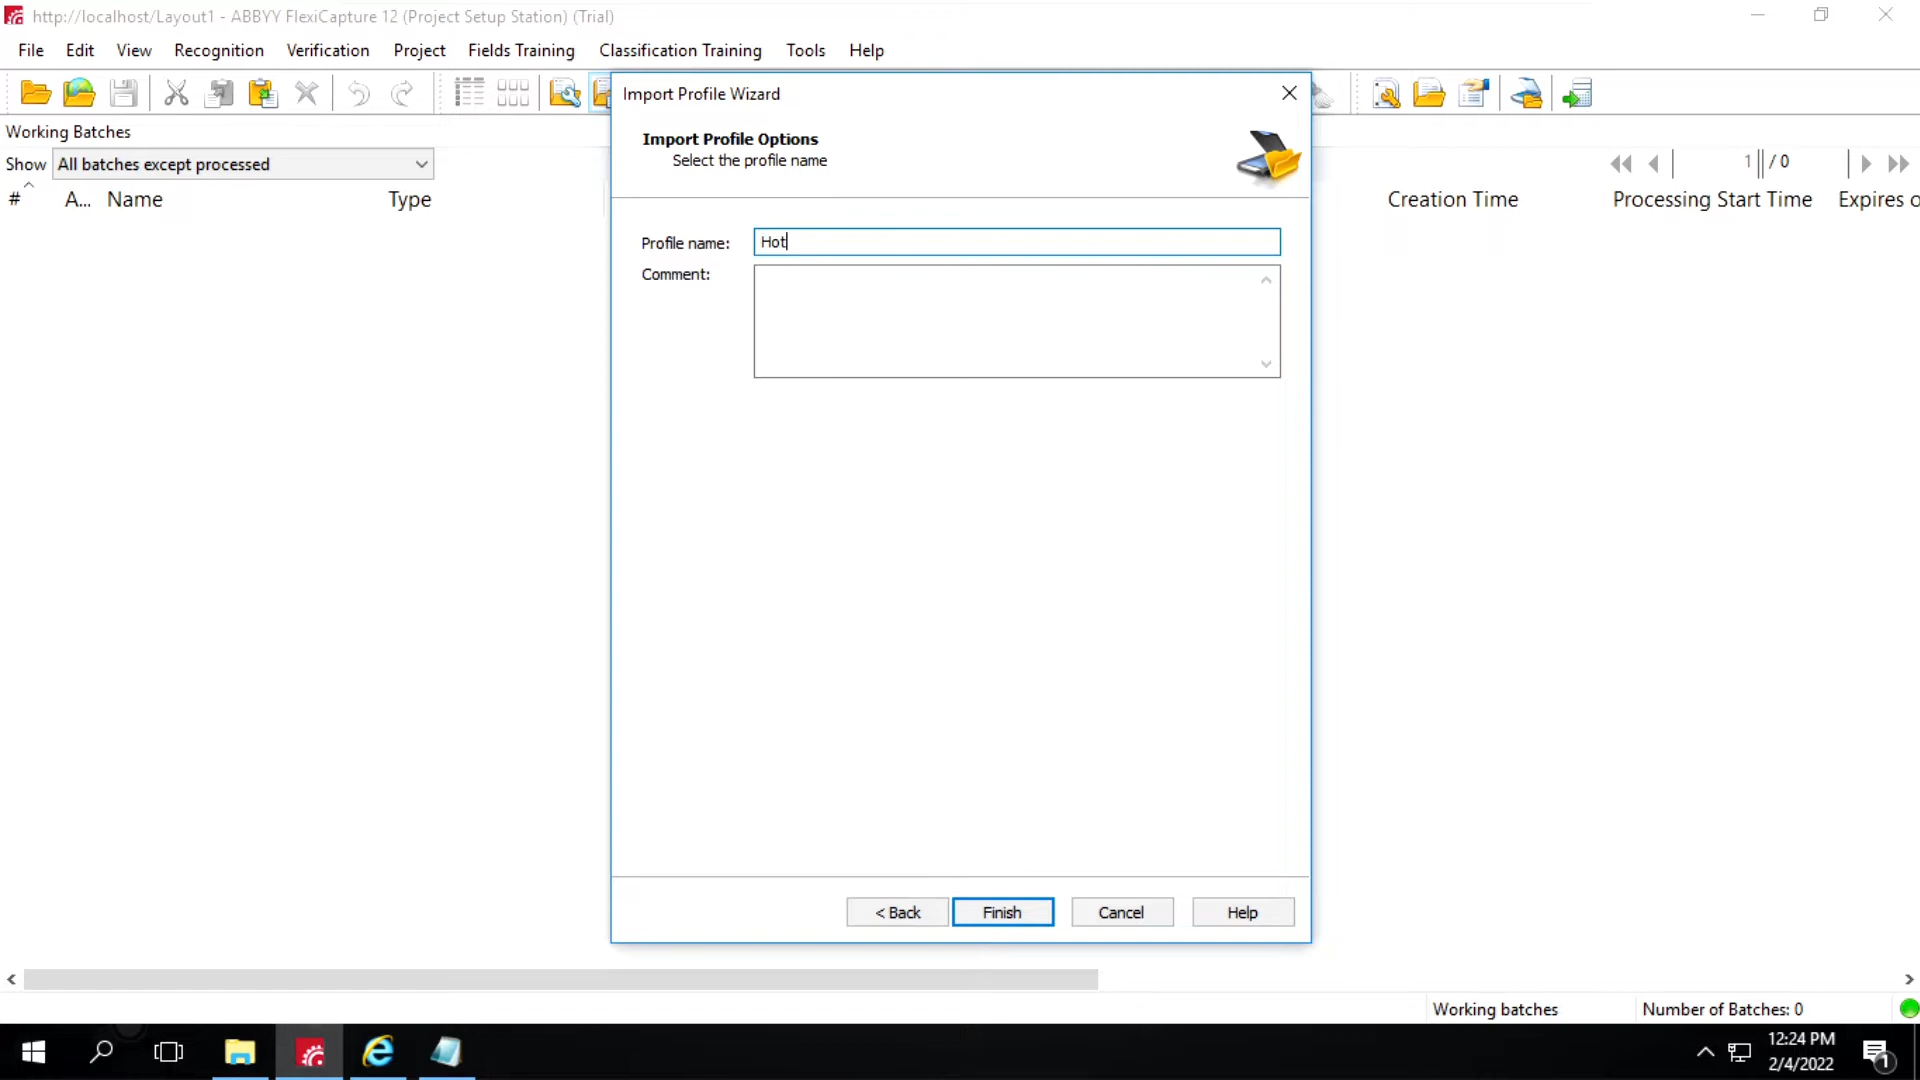 http://localhost/Layout1 - ABBYY FlexiCapture 12 (Project Setup Station) (Trial)
File Edit View Recognition Verification Project Fields Training Classification Training Tools Help
Import Profile Wizard
Working Batches
Import Profile Options
Select the profile name
Show All batches except processed
1 / 0
# A... Name Type Creation Time Processing Start Time Expires o
Profile name: Hot
Comment:
< Back Finish Cancel Help
Working batches Number of Batches: 0
12:24 PM
2/4/2022
1